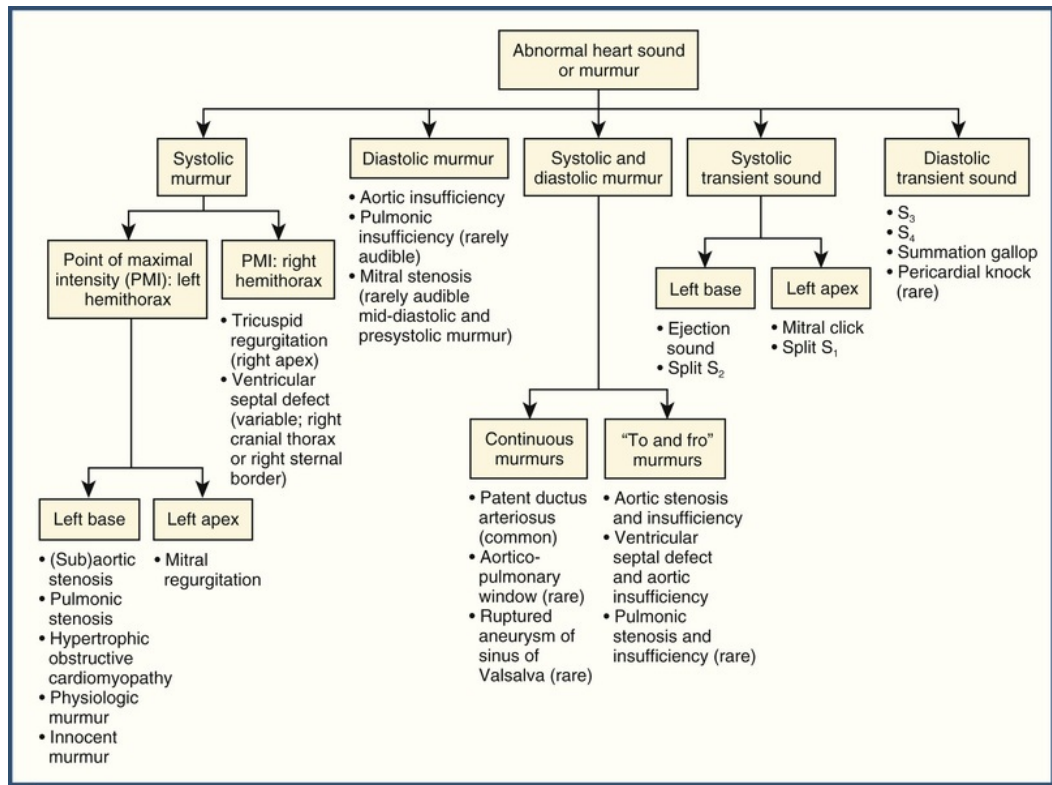 Abnormal heart sound
or murmur
Systolic
murmur
Point of maximal
intensity (PMI): left
hemithorax
Left base
• (Sub)aortic
stenosis
• Pulmonic
stenosis
• Hypertrophic
obstructive
cardiomyopathy
• Physiologic
murmur
• Innocent
murmur
Left apex
• Mitral
regurgitation
PMI: right
hemithorax
• Tricuspid
regurgitation
(right apex)
• Ventricular
septal defect
(variable; right
cranial thorax
or right sternal
border)
Diastolic murmur
• Aortic insufficiency
• Pulmonic
insufficiency (rarely
audible)
• Mitral stenosis
(rarely audible
mid-diastolic and
presystolic murmur)
Systolic and
diastolic murmur
Continuous
murmurs
• Patent ductus
arteriosus
(common)
• Aortico-
pulmonary
window (rare)
• Ruptured
aneurysm of
sinus of
Valsalva (rare)
“To and fro”
murmurs
• Aortic stenosis
and insufficiency
• Ventricular
septal defect
and aortic
insufficiency
• Pulmonic
stenosis and
insufficiency (rare)
Systolic
transient sound
Left base
• Ejection
sound
• Split S₂
Left apex
• Mitral click
• Split S₁
Diastolic
transient sound
• S₃
• S₄
• Summation gallop
• Pericardial knock
(rare)